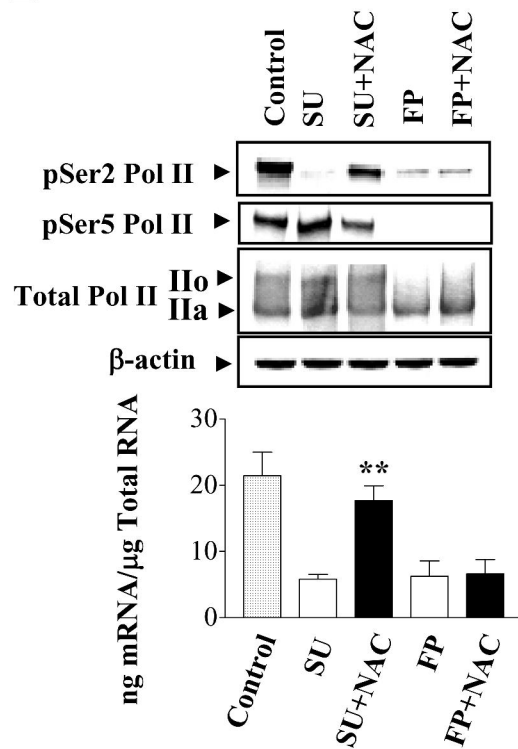 Control SU SU+NAC FP FP+NAC
pSer2 Pol II
pSer5 Pol II
Total Pol II IIo
IIa
β-actin
ng mRNA/μg Total RNA
30
20
10
0
**
Control SU SU+NAC FP FP+NAC